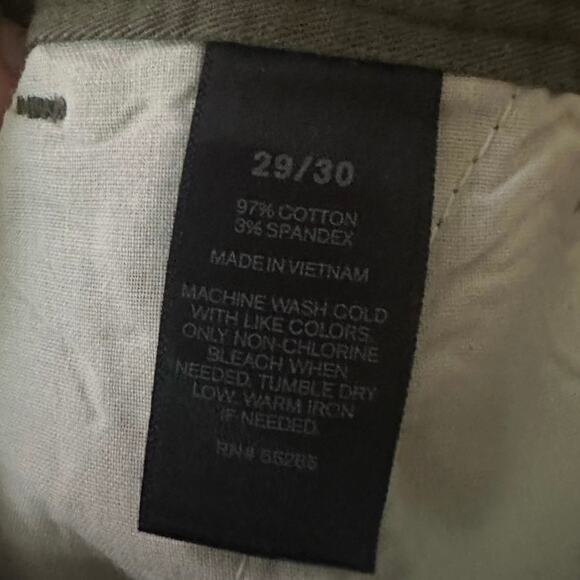 29/30
97% COTTON
3% SPANDEX
MADE IN VIETNAM
MACHINE WASH COLD
WITH LIKE COLORS.
ONLY NON-CHLORINE
BLEACH WHEN
NEEDED. TUMBLE DRY
LOW. WARM IRON
IF NEEDED.
RN#